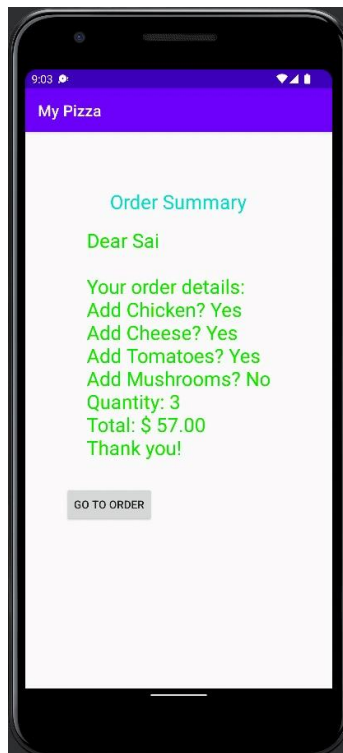 9:03
My Pizza
Order Summary
Dear Sai
Your order details:
Add Chicken? Yes
Add Cheese? Yes
Add Tomatoes? Yes
Add Mushrooms? No
Quantity: 3
Total: $ 57.00
Thank you!
GO TO ORDER